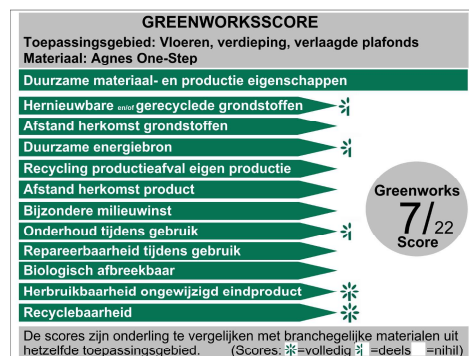 GREENWORKSSCORE
Toepassingsgebied: Vloeren, verdieping, verlaagde plafonds
Materiaal: Agnes One-Step
Duurzame materiaal- en productie eigenschappen
Hernieuwbare en/of gerecyclede grondstoffen
Afstand herkomst grondstoffen
Duurzame energiebron
Recycling productieafval eigen productie
Afstand herkomst product
Bijzondere milieuwinst
Onderhoud tijdens gebruik
Repareerbaarheid tijdens gebruik
Biologisch afbreekbaar
Herbruikbaarheid ongewijzigd eindproduct
Recyclebaarheid
Greenworks
7/22
Score
De scores zijn onderling te vergelijken met branchegelijke materialen uit
hetzelfde toepassingsgebied. (Scores: =volledig =deels =nihil)